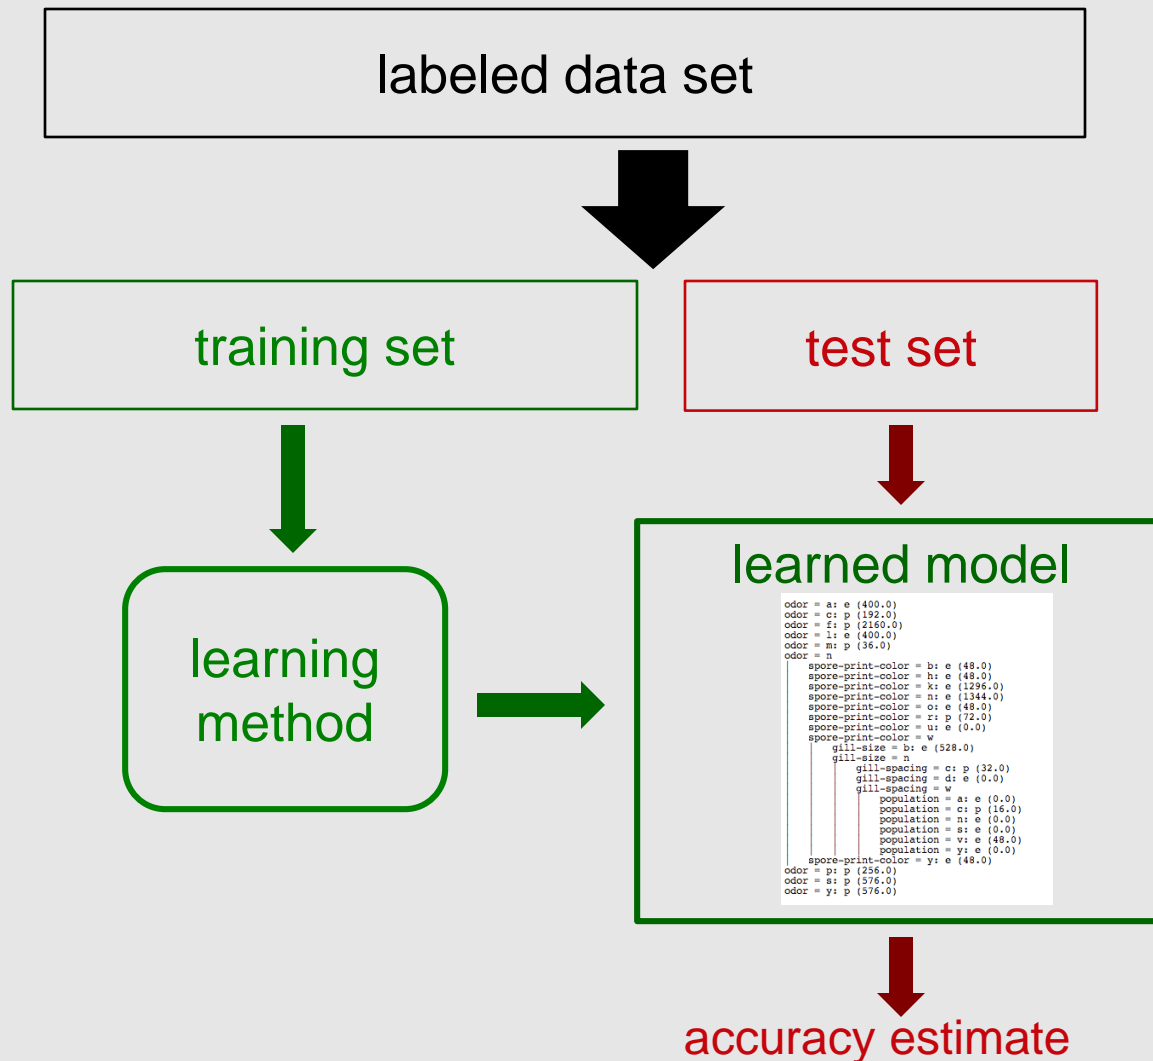 labeled data set
training set
test set
learning
method
learned model
odor = a: e (400.0)
odor = c: p (192.0)
odor = f: p (2160.0)
odor = l: e (400.0)
odor = m: p (36.0)
odor = n
| spore-print-color = b: e (48.0)
| spore-print-color = h: e (48.0)
| spore-print-color = k: e (1296.0)
| spore-print-color = n: e (1344.0)
| spore-print-color = o: e (48.0)
| spore-print-color = r: p (72.0)
| spore-print-color = u: e (0.0)
| spore-print-color = w
| | gill-size = b: e (528.0)
| | gill-size = n
| | | gill-spacing = c: p (32.0)
| | | gill-spacing = d: e (0.0)
| | | gill-spacing = w
| | | | population = a: e (0.0)
| | | | population = c: p (16.0)
| | | | population = n: e (0.0)
| | | | population = s: e (0.0)
| | | | population = v: e (48.0)
| | | | population = y: e (0.0)
| spore-print-color = y: e (48.0)
odor = p: p (256.0)
odor = s: p (576.0)
odor = y: p (576.0)
accuracy estimate